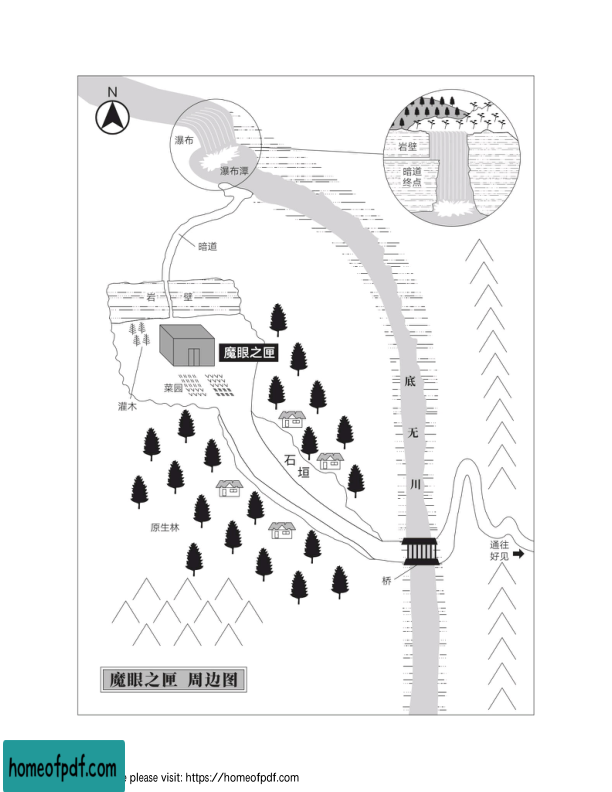 N
瀑布
瀑布潭
岩壁
暗道
终点
暗道
岩 壁
魔眼之匣
菜园
灌木
底
无
川
石
垣
原生林
通往
好见
桥
魔眼之匣 周边图
homeofpdf.com
e please visit: https://homeofpdf.com